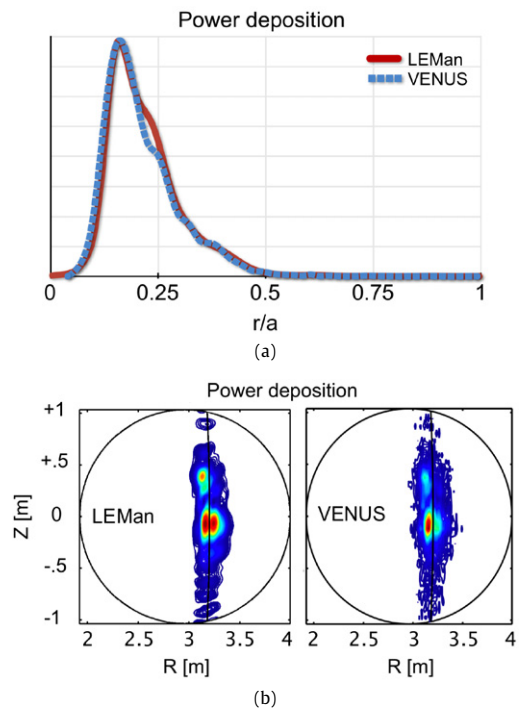 Power deposition
LEMan
VENUS
0 0.25 0.5 0.75 1
r/a
(a)
Power deposition
+1
+.5
0
-.5
-1
Z [m]
LEMan VENUS
2 2.5 3 3.5 4 2 2.5 3 3.5 4
R [m] R [m]
(b)